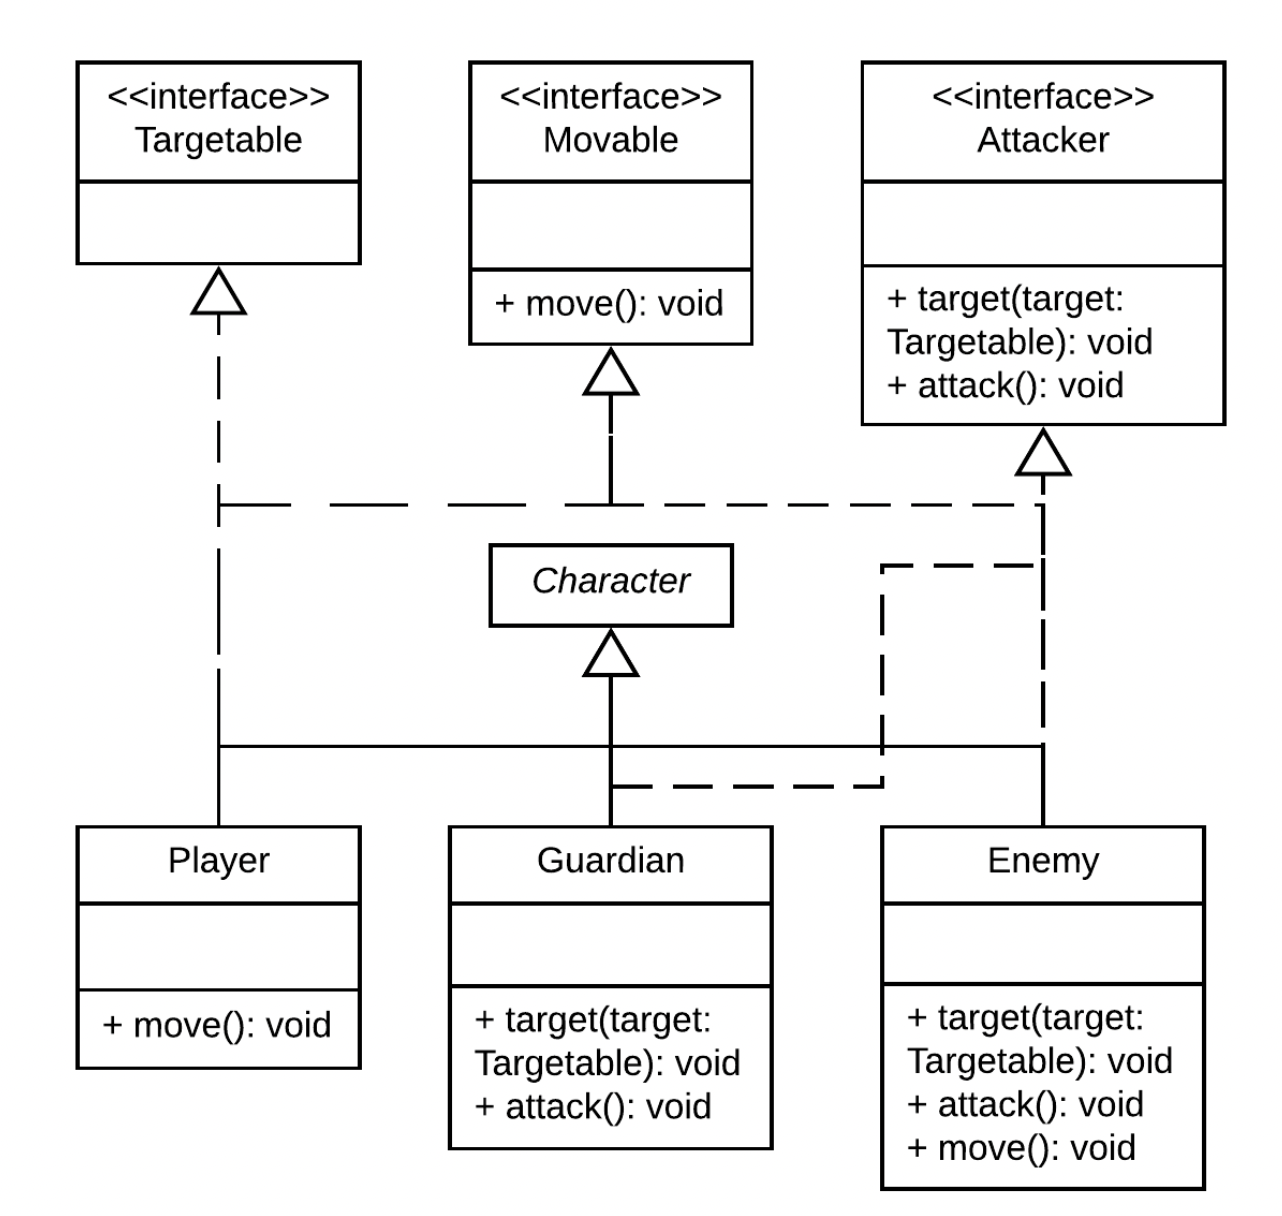 <<interface>>
Targetable
<<interface>>
Movable
+ move(): void
<<interface>>
Attacker
+ target(target:
Targetable): void
+ attack(): void
Character
Player
+ move(): void
Guardian
+ target(target:
Targetable): void
+ attack(): void
Enemy
+ target(target:
Targetable): void
+ attack(): void
+ move(): void